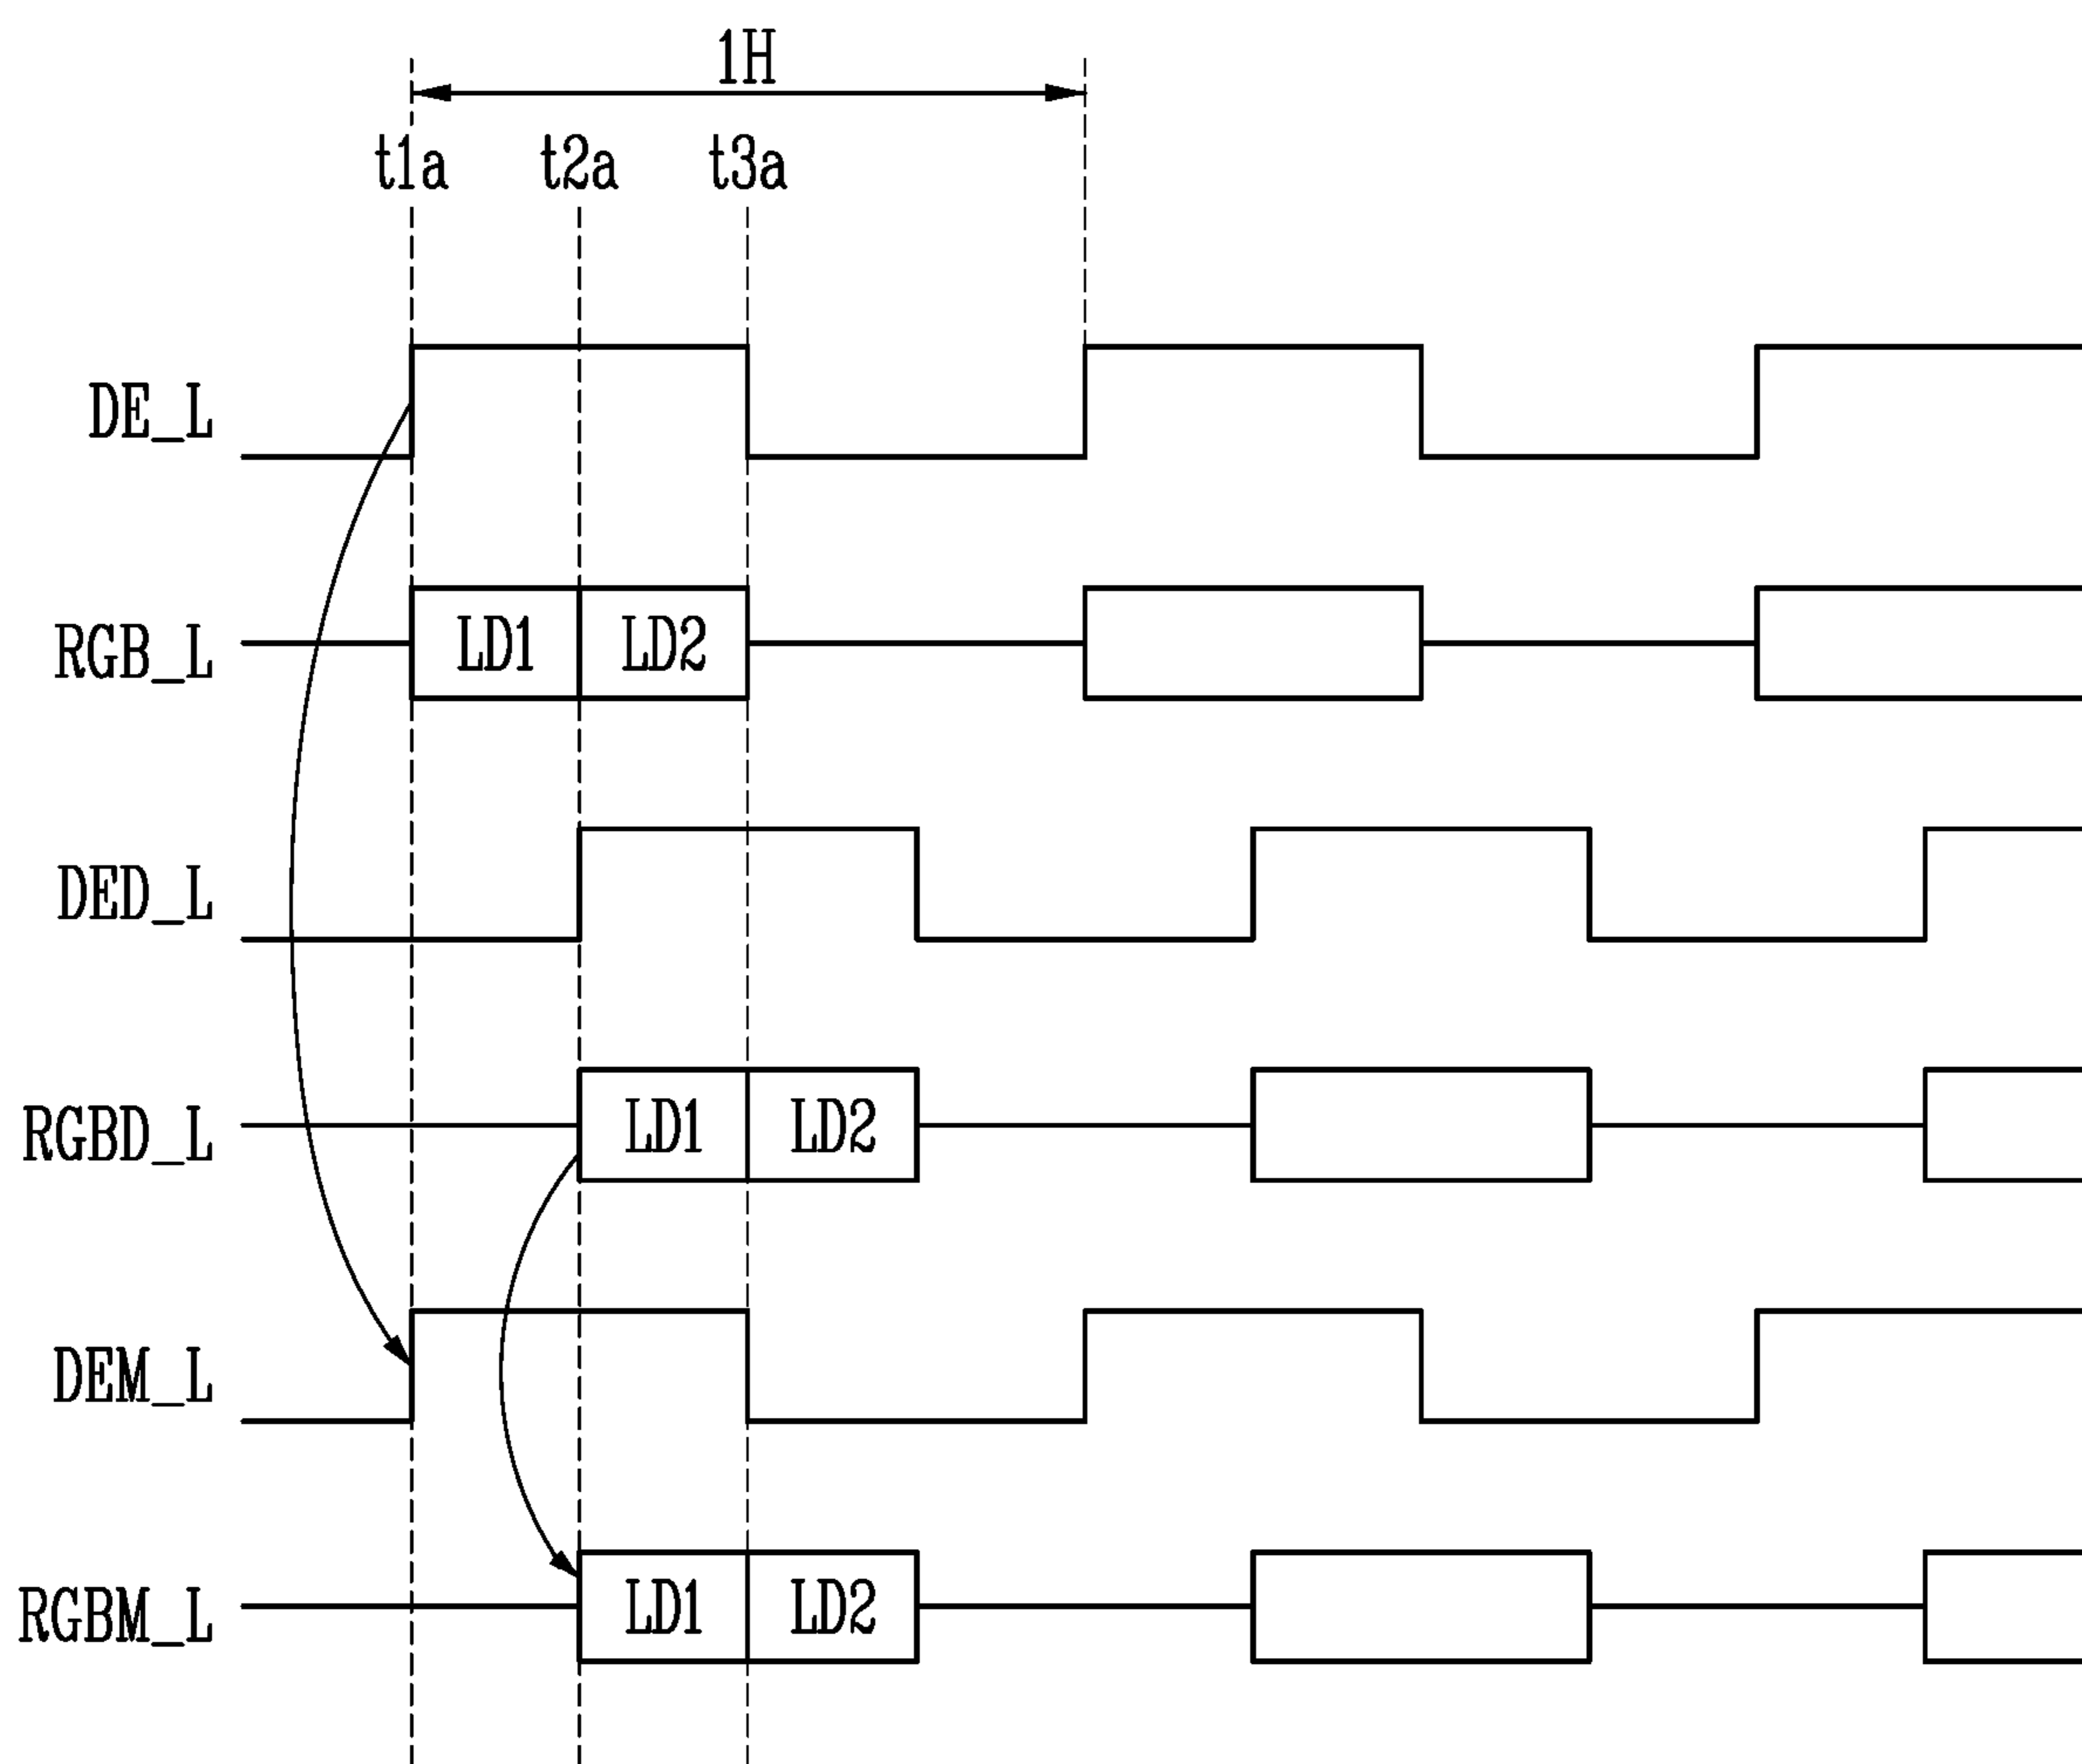 1H
t1a t2a t3a
DE_L
RGB_L LD1 LD2
DED_L
RGBD_L LD1 LD2
DEM_L
RGBM_L LD1 LD2